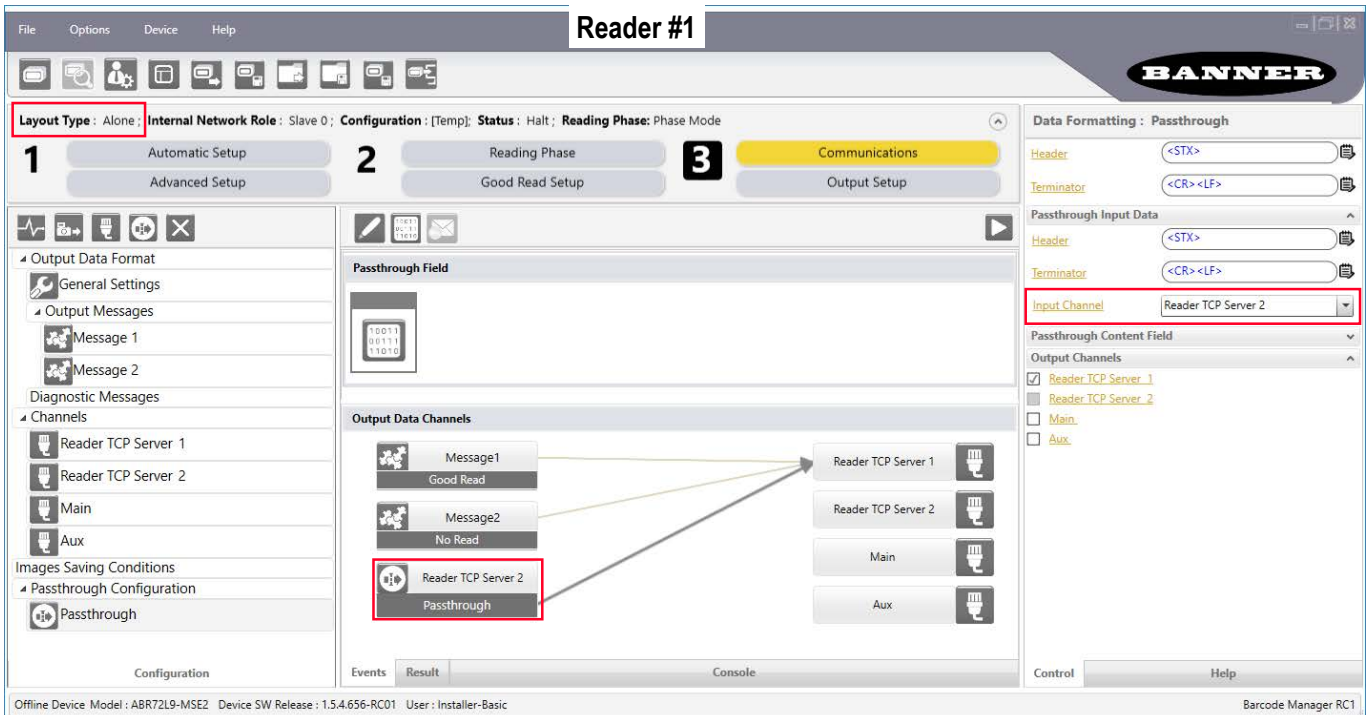 Reader #1
File Options Device Help
BANNER
Layout Type : Alone ; Internal Network Role : Slave 0 ; Configuration : [Temp]; Status : Halt ; Reading Phase: Phase Mode
1 Automatic Setup 2 Reading Phase 3 Communications
Advanced Setup Good Read Setup Output Setup
Output Data Format
General Settings
Output Messages
Message 1
Message 2
Diagnostic Messages
Channels
Reader TCP Server 1
Reader TCP Server 2
Main
Aux
Images Saving Conditions
Passthrough Configuration
Passthrough
Configuration
Passthrough Field
10011
00111
11010
Output Data Channels
Message1
Good Read
Message2
No Read
Reader TCP Server 2
Passthrough
Reader TCP Server 1
Reader TCP Server 2
Main
Aux
Events Result Console
Data Formatting : Passthrough
Header <STX>
Terminator <CR><LF>
Passthrough Input Data
Header <STX>
Terminator <CR><LF>
Input Channel Reader TCP Server 2
Passthrough Content Field
Output Channels
Reader TCP Server 1
Reader TCP Server 2
Main
Aux
Control Help
Offline Device Model : ABR72L9-MSE2 Device SW Release : 1.5.4.656-RC01 User : Installer-Basic Barcode Manager RC1